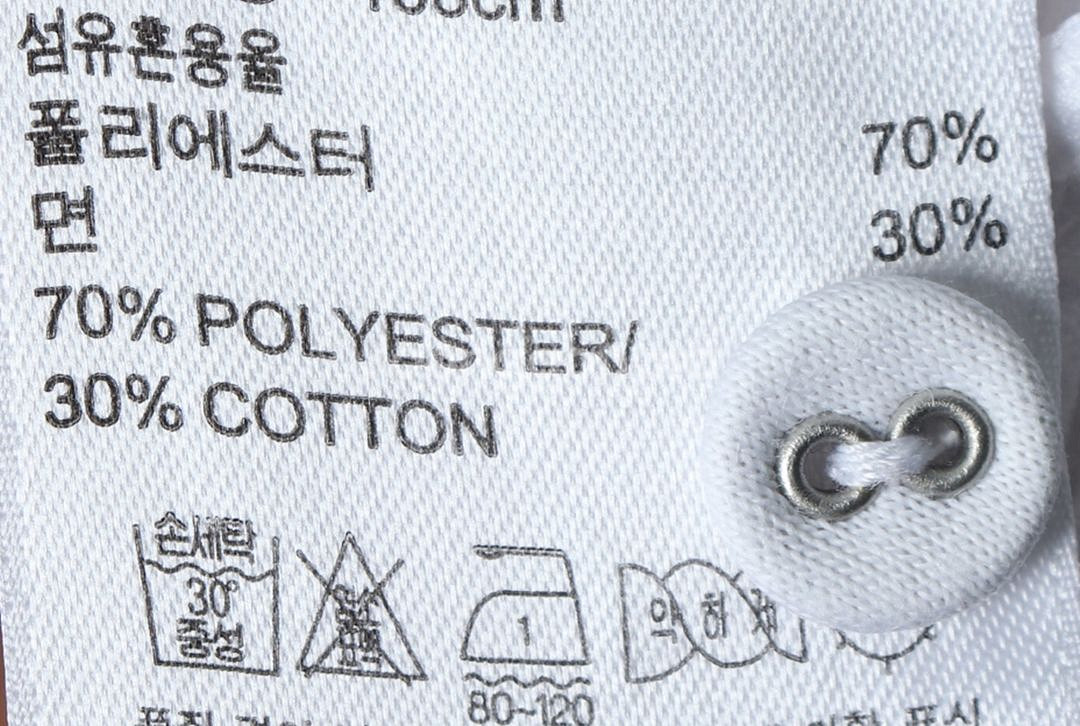 섬유혼용율
폴리에스터 70%
면 30%
70% POLYESTER/
30% COTTON
손세탁
30°
중성
1
약 하 게
80~120